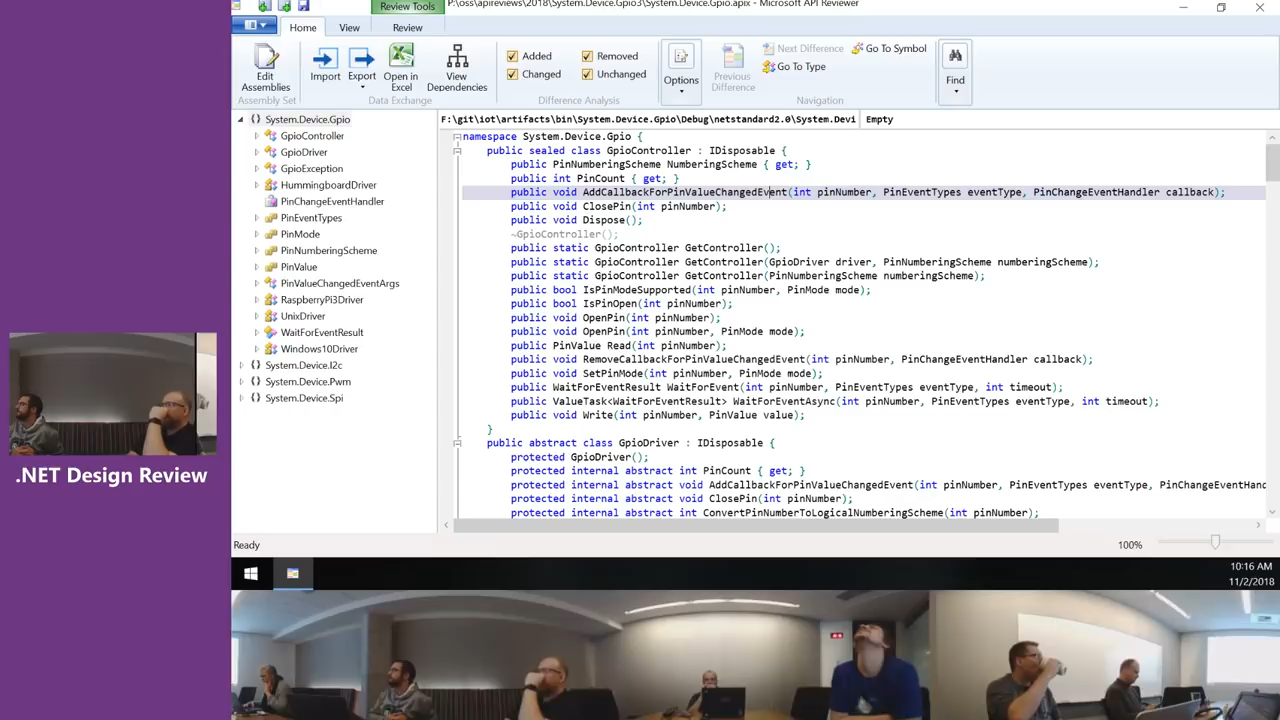 Review Tools
P:\oss\apireviews\2018\System.Device.Gpio3\System.Device.Gpio.apix - Microsoft API Reviewer
Home
View
Review
Edit Assemblies
Import
Export
Open in Excel
View Dependencies
Added
Removed
Changed
Unchanged
Options
Previous Difference
Next Difference
Go To Symbol
Go To Type
Find
Assembly Set
Data Exchange
Difference Analysis
Navigation
{} System.Device.Gpio
GpioController
GpioDriver
GpioException
HummingboardDriver
PinChangeEventHandler
PinEventTypes
PinMode
PinNumberingScheme
PinValue
PinValueChangedEventArgs
RaspberryPi3Driver
UnixDriver
WaitForEventResult
Windows10Driver
{} System.Device.I2c
{} System.Device.Pwm
{} System.Device.Spi
F:\git\iot\artifacts\bin\System.Device.Gpio\Debug\netstandard2.0\System.Devi
Empty
namespace System.Device.Gpio {
public sealed class GpioController : IDisposable {
public PinNumberingScheme NumberingScheme { get; }
public int PinCount { get; }
public void AddCallbackForPinValueChangedEvent(int pinNumber, PinEventTypes eventType, PinChangeEventHandler callback);
public void ClosePin(int pinNumber);
public void Dispose();
~GpioController();
public static GpioController GetController();
public static GpioController GetController(GpioDriver driver, PinNumberingScheme numberingScheme);
public static GpioController GetController(PinNumberingScheme numberingScheme);
public bool IsPinModeSupported(int pinNumber, PinMode mode);
public bool IsPinOpen(int pinNumber);
public void OpenPin(int pinNumber);
public void OpenPin(int pinNumber, PinMode mode);
public PinValue Read(int pinNumber);
public void RemoveCallbackForPinValueChangedEvent(int pinNumber, PinChangeEventHandler callback);
public void SetPinMode(int pinNumber, PinMode mode);
public WaitForEventResult WaitForEvent(int pinNumber, PinEventTypes eventType, int timeout);
public ValueTask<WaitForEventResult> WaitForEventAsync(int pinNumber, PinEventTypes eventType, int timeout);
public void Write(int pinNumber, PinValue value);
}
public abstract class GpioDriver : IDisposable {
protected GpioDriver();
protected internal abstract int PinCount { get; }
protected internal abstract void AddCallbackForPinValueChangedEvent(int pinNumber, PinEventTypes eventType, PinChangeEventHand
protected internal abstract void ClosePin(int pinNumber);
protected internal abstract int ConvertPinNumberToLogicalNumberingScheme(int pinNumber);
Ready
100%
10:16 AM
11/2/2018
.NET Design Review